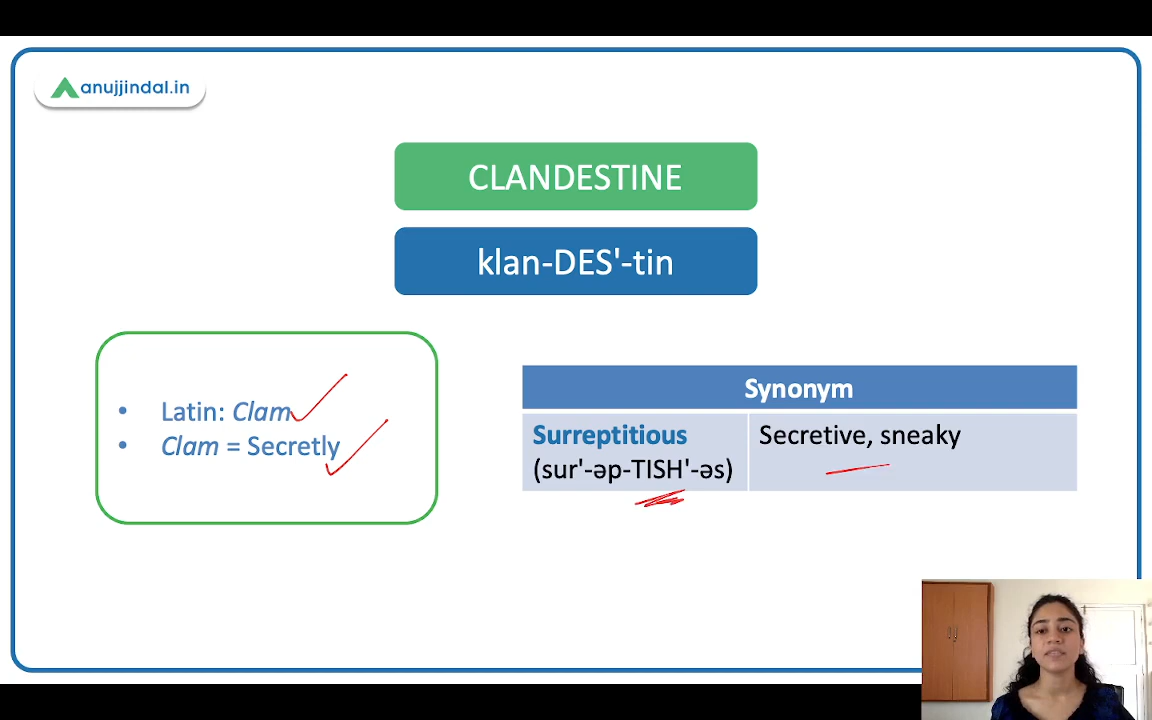 anujjindal.in
CLANDESTINE
klan-DES'-tin
• Latin: Clam
• Clam = Secretly
Synonym
Surreptitious
(sur'-əp-TISH'-əs)
Secretive, sneaky